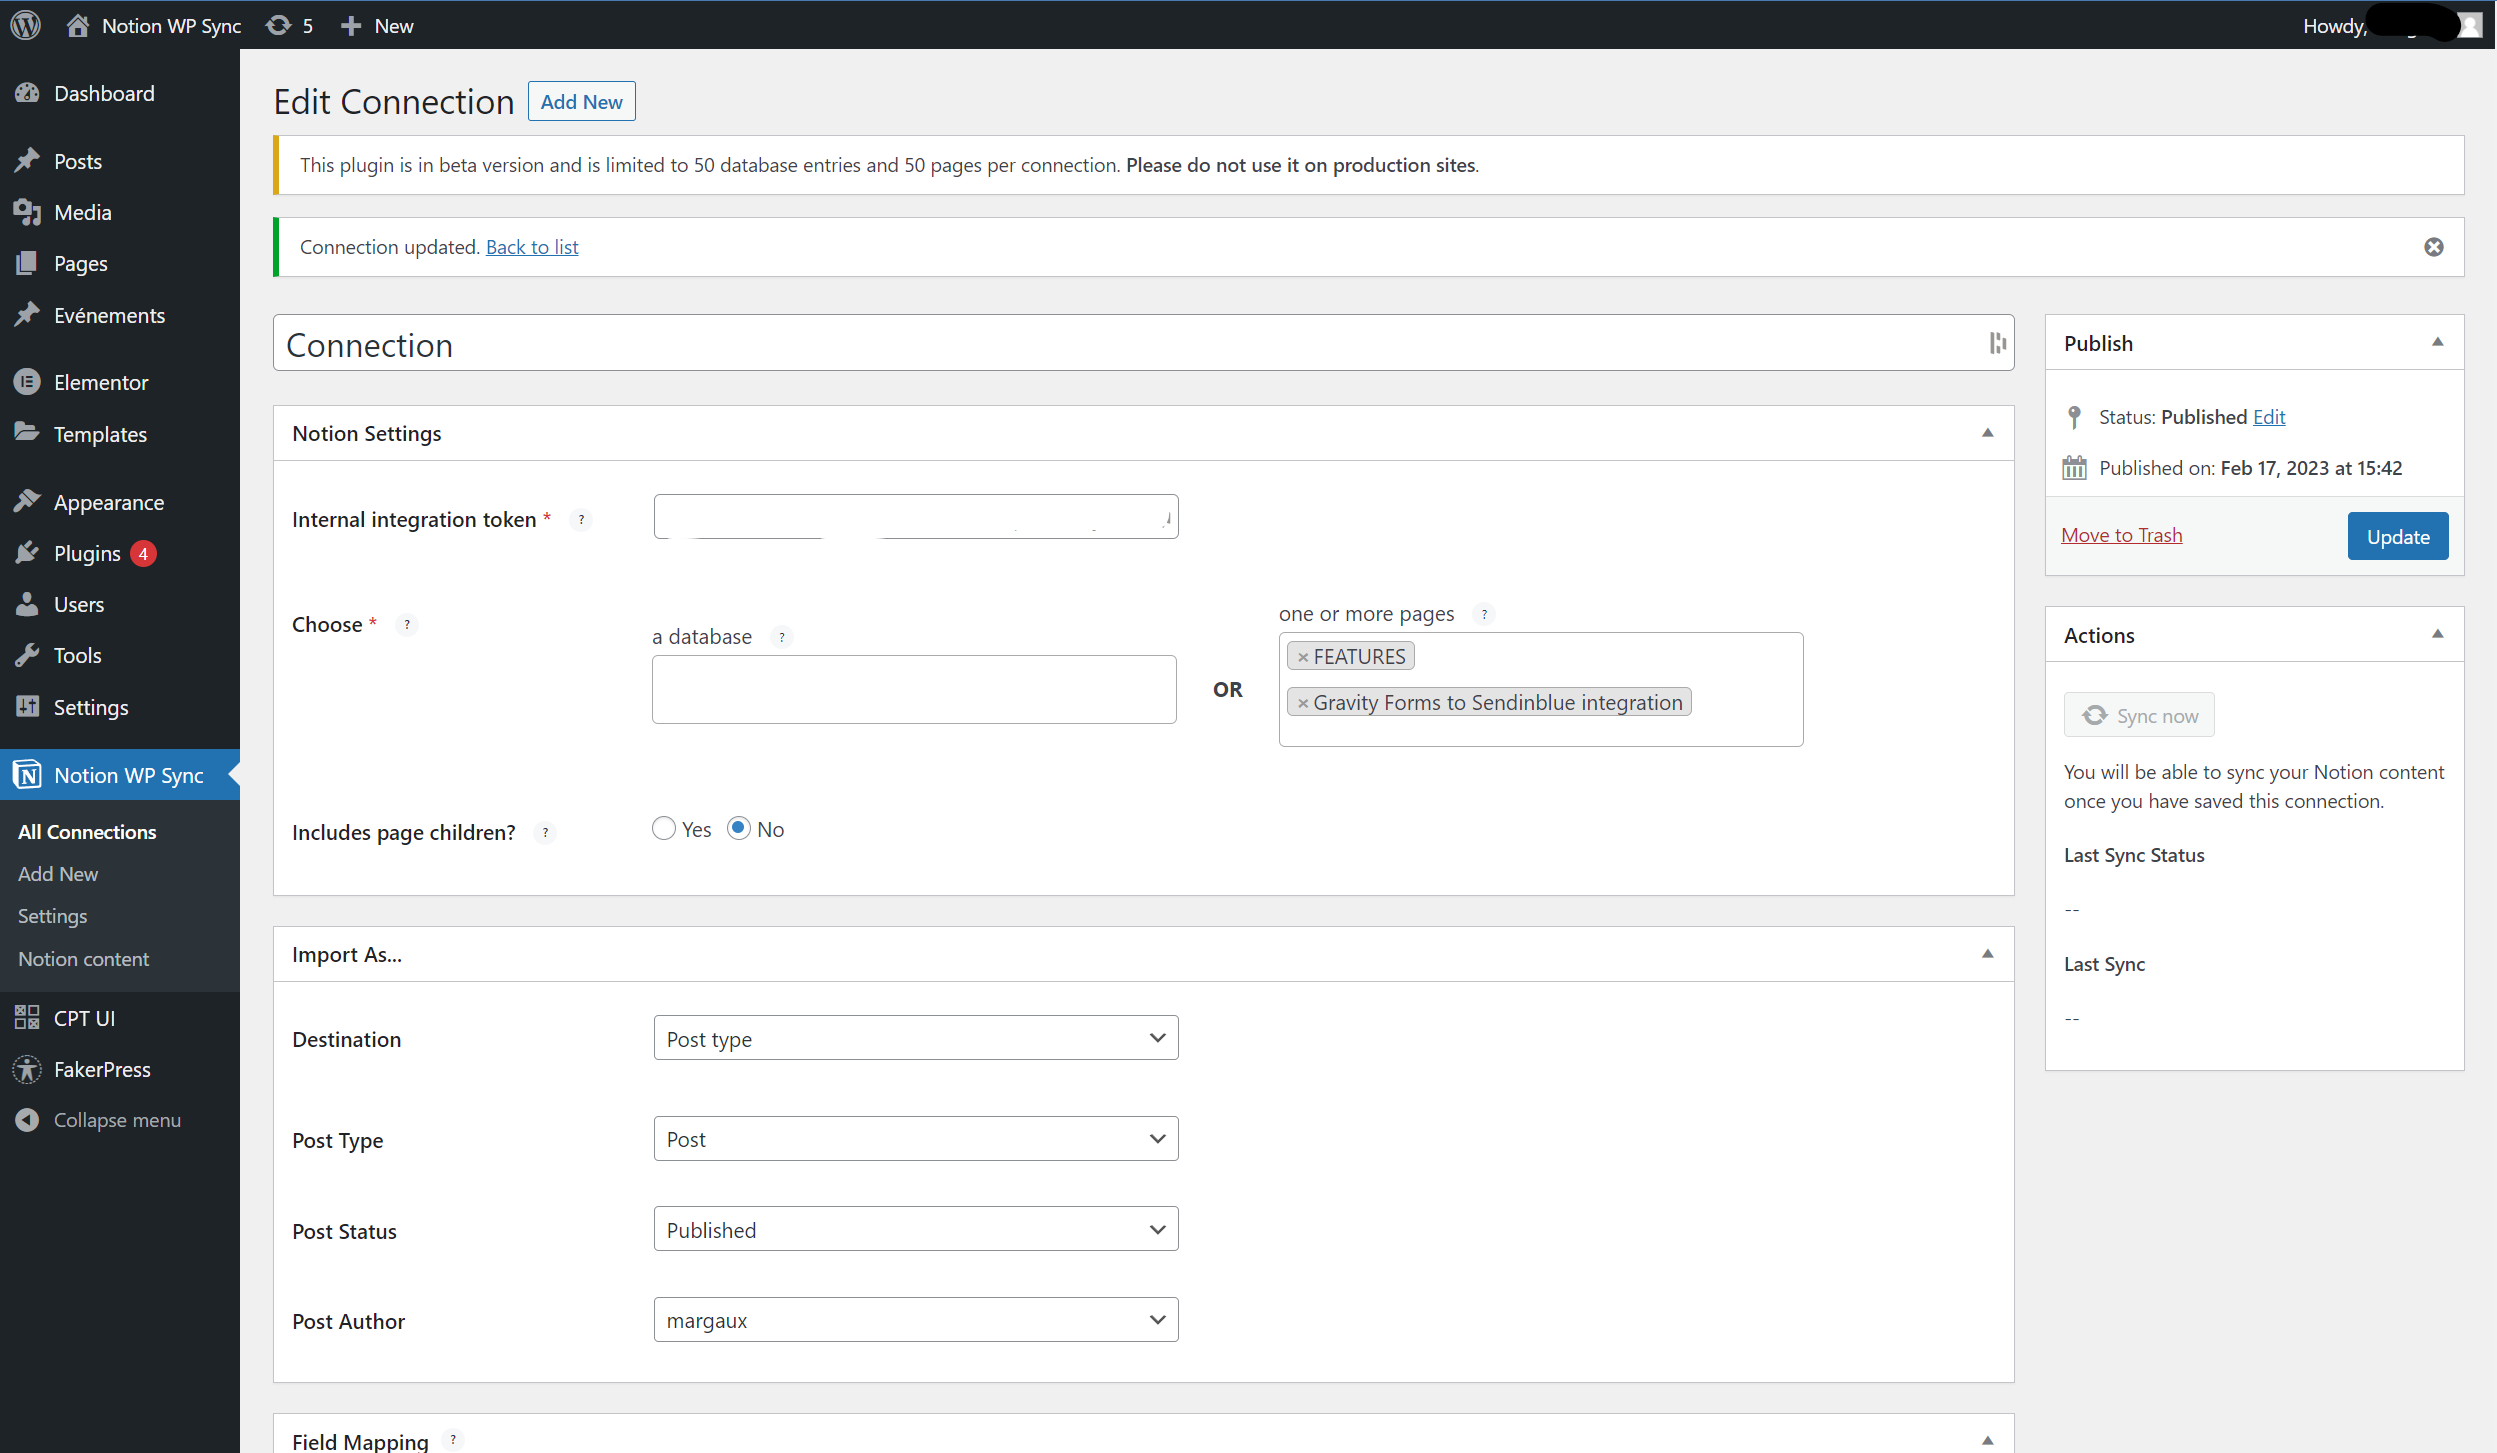 Notion WP Sync 5 New Howdy,
Dashboard
Posts
Media
Pages
Evénements
Elementor
Templates
Appearance
Plugins 4
Users
Tools
Settings
Notion WP Sync
All Connections
Add New
Settings
Notion content
CPT UI
FakerPress
Collapse menu
Edit Connection Add New
This plugin is in beta version and is limited to 50 database entries and 50 pages per connection. Please do not use it on production sites.
Connection updated. Back to list
Connection
Notion Settings
Internal integration token * ?
Choose * ?
a database ?
OR
one or more pages ?
× FEATURES
× Gravity Forms to Sendinblue integration
Includes page children? ? Yes No
Import As...
Destination Post type
Post Type Post
Post Status Published
Post Author margaux
Field Mapping ?
Publish
Status: Published Edit
Published on: Feb 17, 2023 at 15:42
Move to Trash Update
Actions
Sync now
You will be able to sync your Notion content
once you have saved this connection.
Last Sync Status
--
Last Sync
--